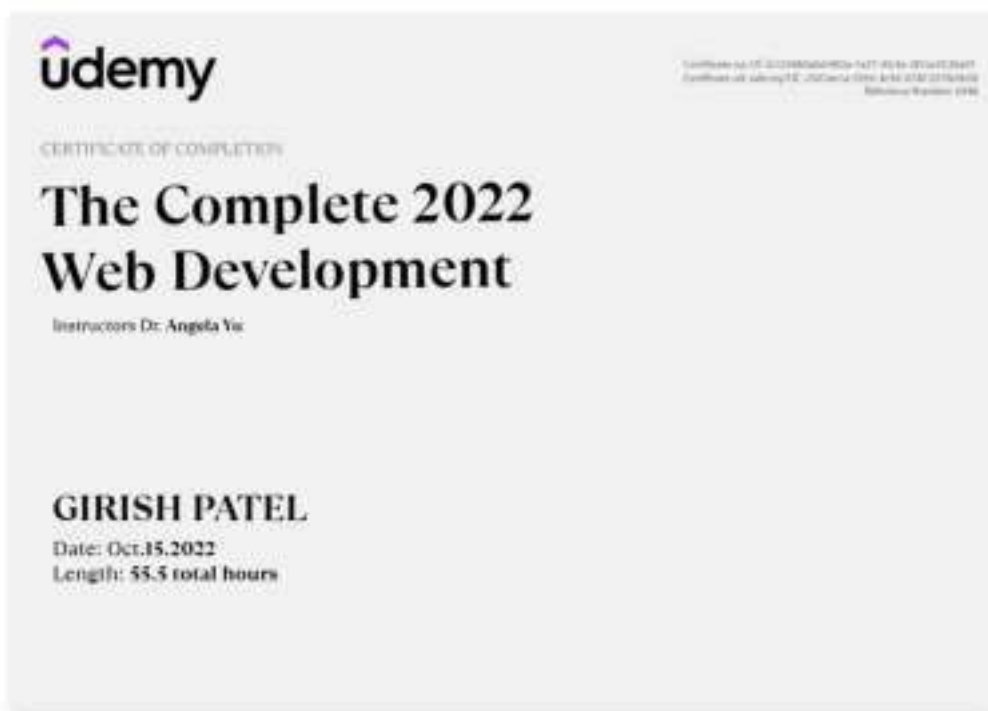 udemy
CERTIFICATE OF COMPLETION
The Complete 2022
Web Development
Instructors Dr. Angela Yu
GIRISH PATEL
Date: Oct.15.2022
Length: 55.5 total hours